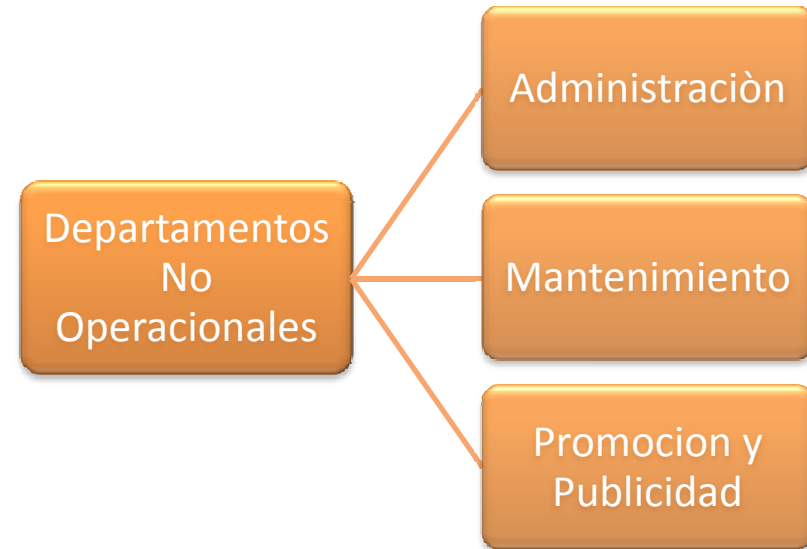 Administraciòn
Departamentos
No
Operacionales
Mantenimiento
Promocion y
Publicidad